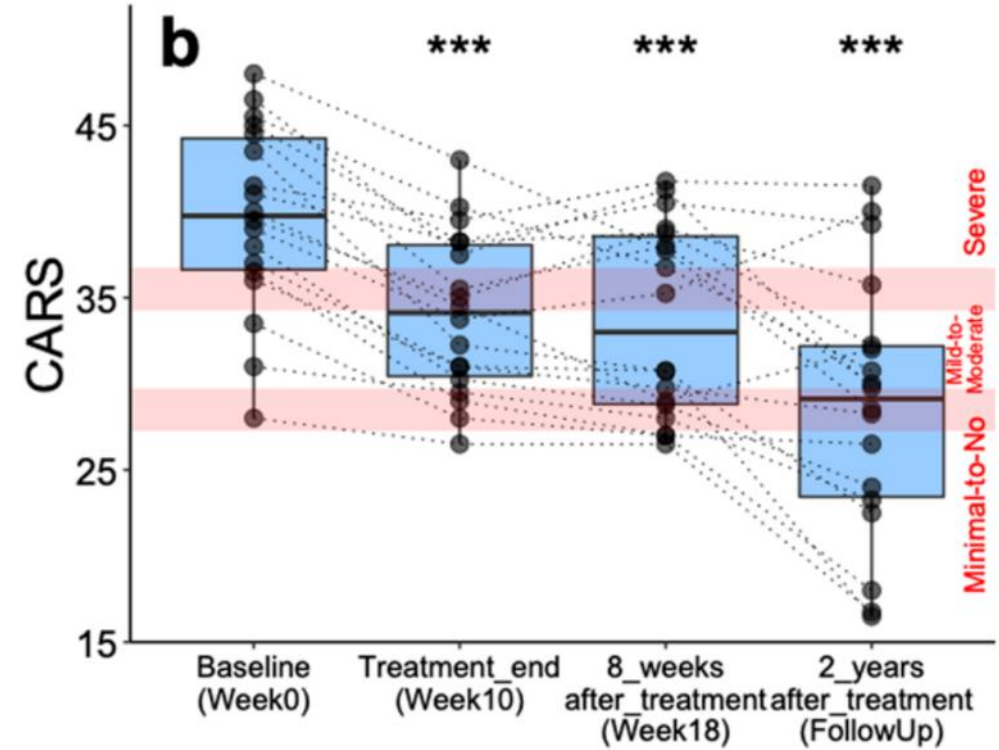 b
***
***
***
CARS
45
35
25
15
Severe
Mild-to-
Moderate
Minimal-to-No
Baseline
(Week0)
Treatment_end
(Week10)
8_weeks
after_treatment
(Week18)
2_years
after_treatment
(FollowUp)